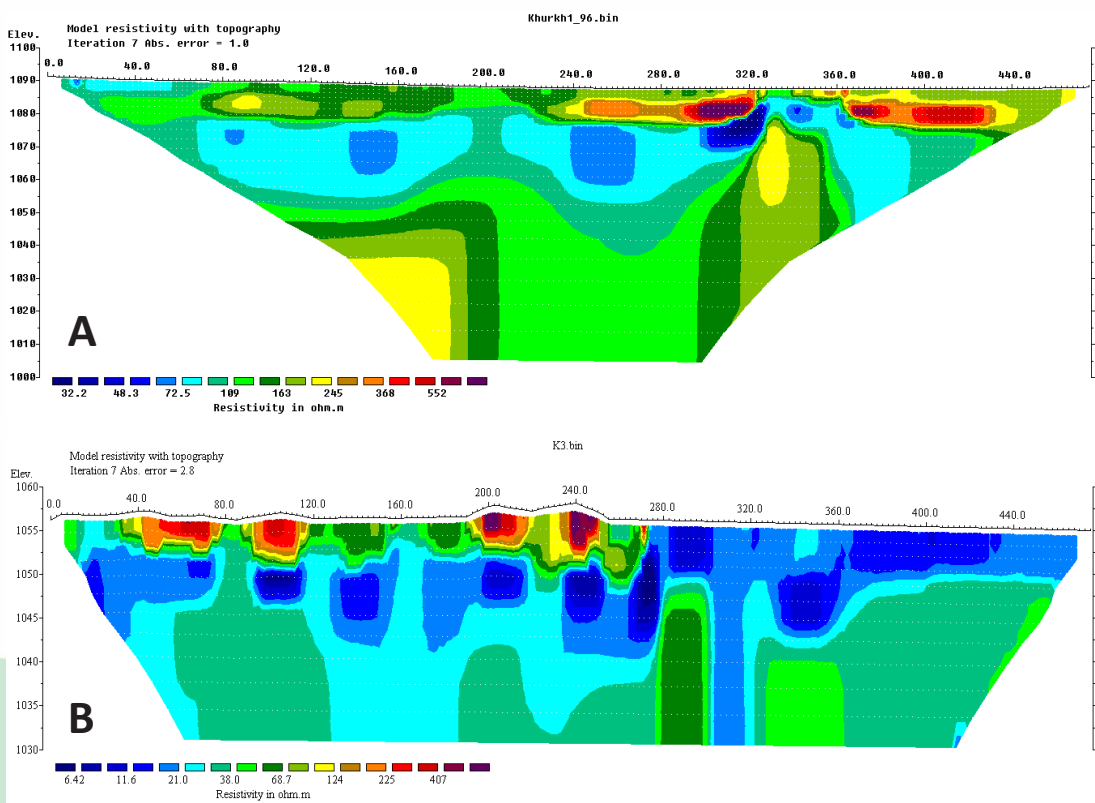 Khurkh1_96.bin
Model resistivity with topography
Iteration 7 Abs. error = 1.0
Elev.
0.0 40.0 80.0 120.0 160.0 200.0 240.0 280.0 300.0 320.0 360.0 400.0 440.0
1100
1090
1080
1070
1060
1050
1040
1030
1020
1010
1000
A
32.2 48.3 72.5 109 163 245 368 552
Resistivity in ohm.m
K3.bin
Model resistivity with topography
Iteration 7 Abs. error = 2.8
Elev.
0.0 40.0 80.0 120.0 160.0 200.0 240.0 280.0 320.0 360.0 400.0 440.0
1060
1055
1050
1045
1040
1035
1030
B
6.42 11.6 21.0 38.0 68.7 124 225 407
Resistivity in ohm.m